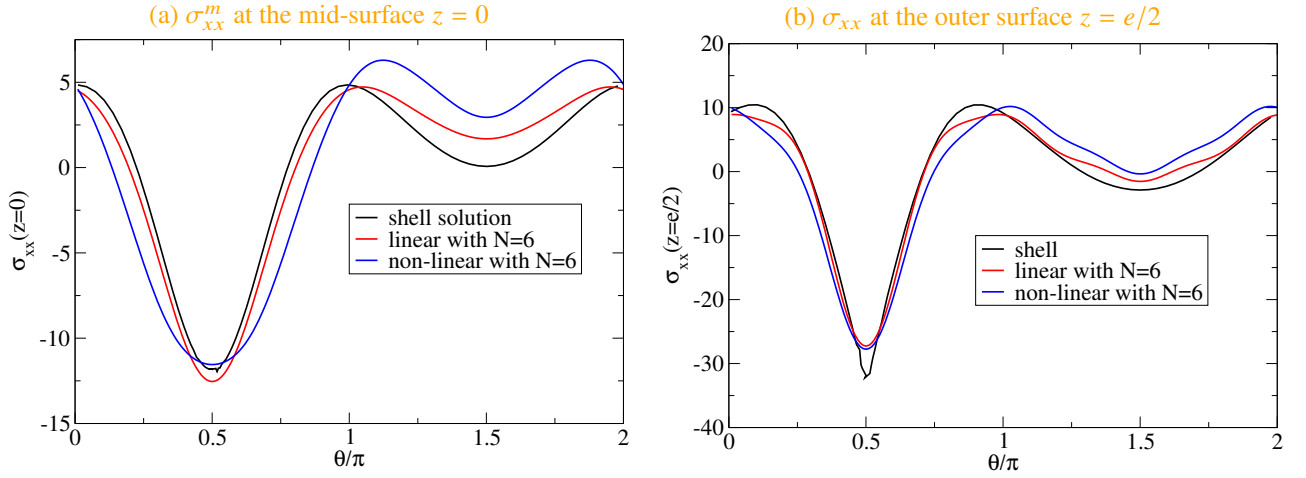 (a) σ^m_xx at the mid-surface z = 0
5
0
-5
-10
-15
0
0.5
1
1.5
2
θ/π
σ_xx(z=0)
shell solution
linear with N=6
non-linear with N=6
(b) σ_xx at the outer surface z = e/2
20
10
0
-10
-20
-30
-40
0
0.5
1
1.5
2
θ/π
σ_xx(z=e/2)
shell
linear with N=6
non-linear with N=6